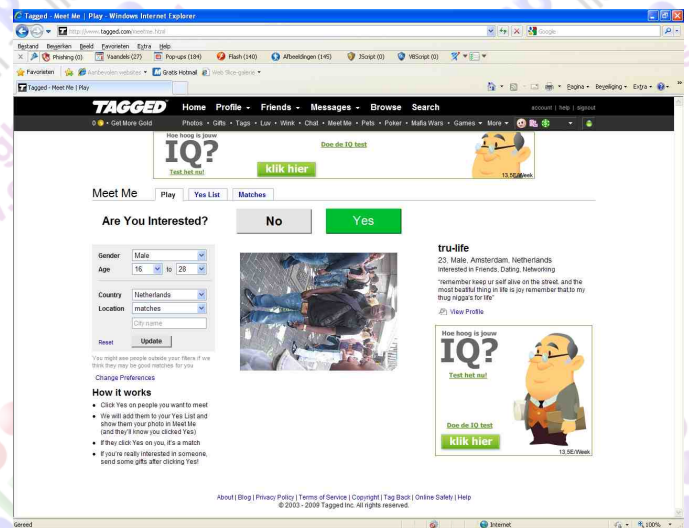 Tagged - Meet Me | Play - Windows Internet Explorer
http://www.tagged.com/meetme.html
Google
Bestand Bewerken Beeld Favorieten Extra Help
Phishing (0) Vaandels (27) Pop-ups (184) Flash (140) Afbeeldingen (145) JScript (0) VBScript (0)
Favorieten Aanbevolen websites Gratis Hotmail Web Slice-galerie
Tagged - Meet Me | Play
Pagina Beveiliging Extra
TAGGED Home Profile Friends Messages Browse Search account | help | signout
0 • Get More Gold Photos • Gifts • Tags • Luv • Wink • Chat • Meet Me • Pets • Poker • Mafia Wars • Games More
Hoe hoog is jouw
IQ?
Test het nu!
Doe de IQ test
klik hier
13,5E/Week
Meet Me Play Yes List Matches
Are You Interested? No Yes
Gender Male
Age 16 to 28
Country Netherlands
Location matches
City name
Reset Update
You might see people outside your filters if we
think they may be good matches for you
Change Preferences
How it works
• Click Yes on people you want to meet
• We will add them to your Yes List and
show them your photo in Meet Me
(and they'll know you clicked Yes)
• If they click Yes on you, it's a match
• If you're really interested in someone,
send some gifts after clicking Yes!
tru-life
23, Male, Amsterdam, Netherlands
Interested in Friends, Dating, Networking
"remember keep ur self alive on the street. and the
most beatiful thing in life is joy remember that.to my
thug nigga's for life"
View Profile
Hoe hoog is jouw
IQ?
Test het nu!
Doe de IQ test
klik hier
13,5E/Week
About | Blog | Privacy Policy | Terms of Service | Copyright | Tag Back | Online Safety | Help
© 2003 - 2009 Tagged Inc. All rights reserved.
Gereed Internet 100%